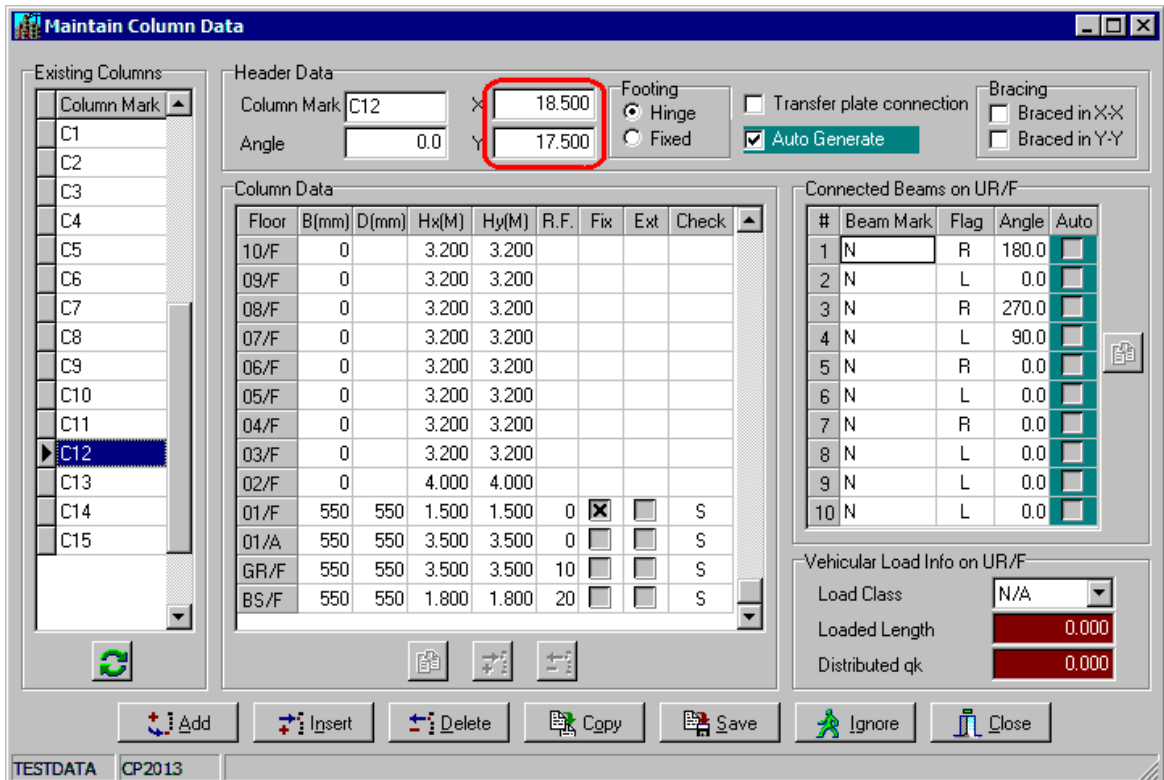 Maintain Column Data
Existing Columns
Column Mark
C1
C2
C3
C4
C5
C6
C7
C8
C9
C10
C11
C12
C13
C14
C15
Header Data
Column Mark C12 X 18.500
Angle 0.0 Y 17.500
Footing
Hinge
Fixed
Transfer plate connection
Auto Generate
Bracing
Braced in X-X
Braced in Y-Y
Column Data
Floor B(mm) D(mm) Hx(M) Hy(M) R.F. Fix Ext Check
10/F 0 3.200 3.200
09/F 0 3.200 3.200
08/F 0 3.200 3.200
07/F 0 3.200 3.200
06/F 0 3.200 3.200
05/F 0 3.200 3.200
04/F 0 3.200 3.200
03/F 0 3.200 3.200
02/F 0 4.000 4.000
01/F 550 550 1.500 1.500 0 S
01/A 550 550 3.500 3.500 0 S
GR/F 550 550 3.500 3.500 10 S
BS/F 550 550 1.800 1.800 20 S
Connected Beams on UR/F
# Beam Mark Flag Angle Auto
1 N R 180.0
2 N L 0.0
3 N R 270.0
4 N L 90.0
5 N R 0.0
6 N L 0.0
7 N R 0.0
8 N L 0.0
9 N L 0.0
10 N L 0.0
Vehicular Load Info on UR/F
Load Class N/A
Loaded Length 0.000
Distributed qk 0.000
Add Insert Delete Copy Save Ignore Close
TESTDATA CP2013